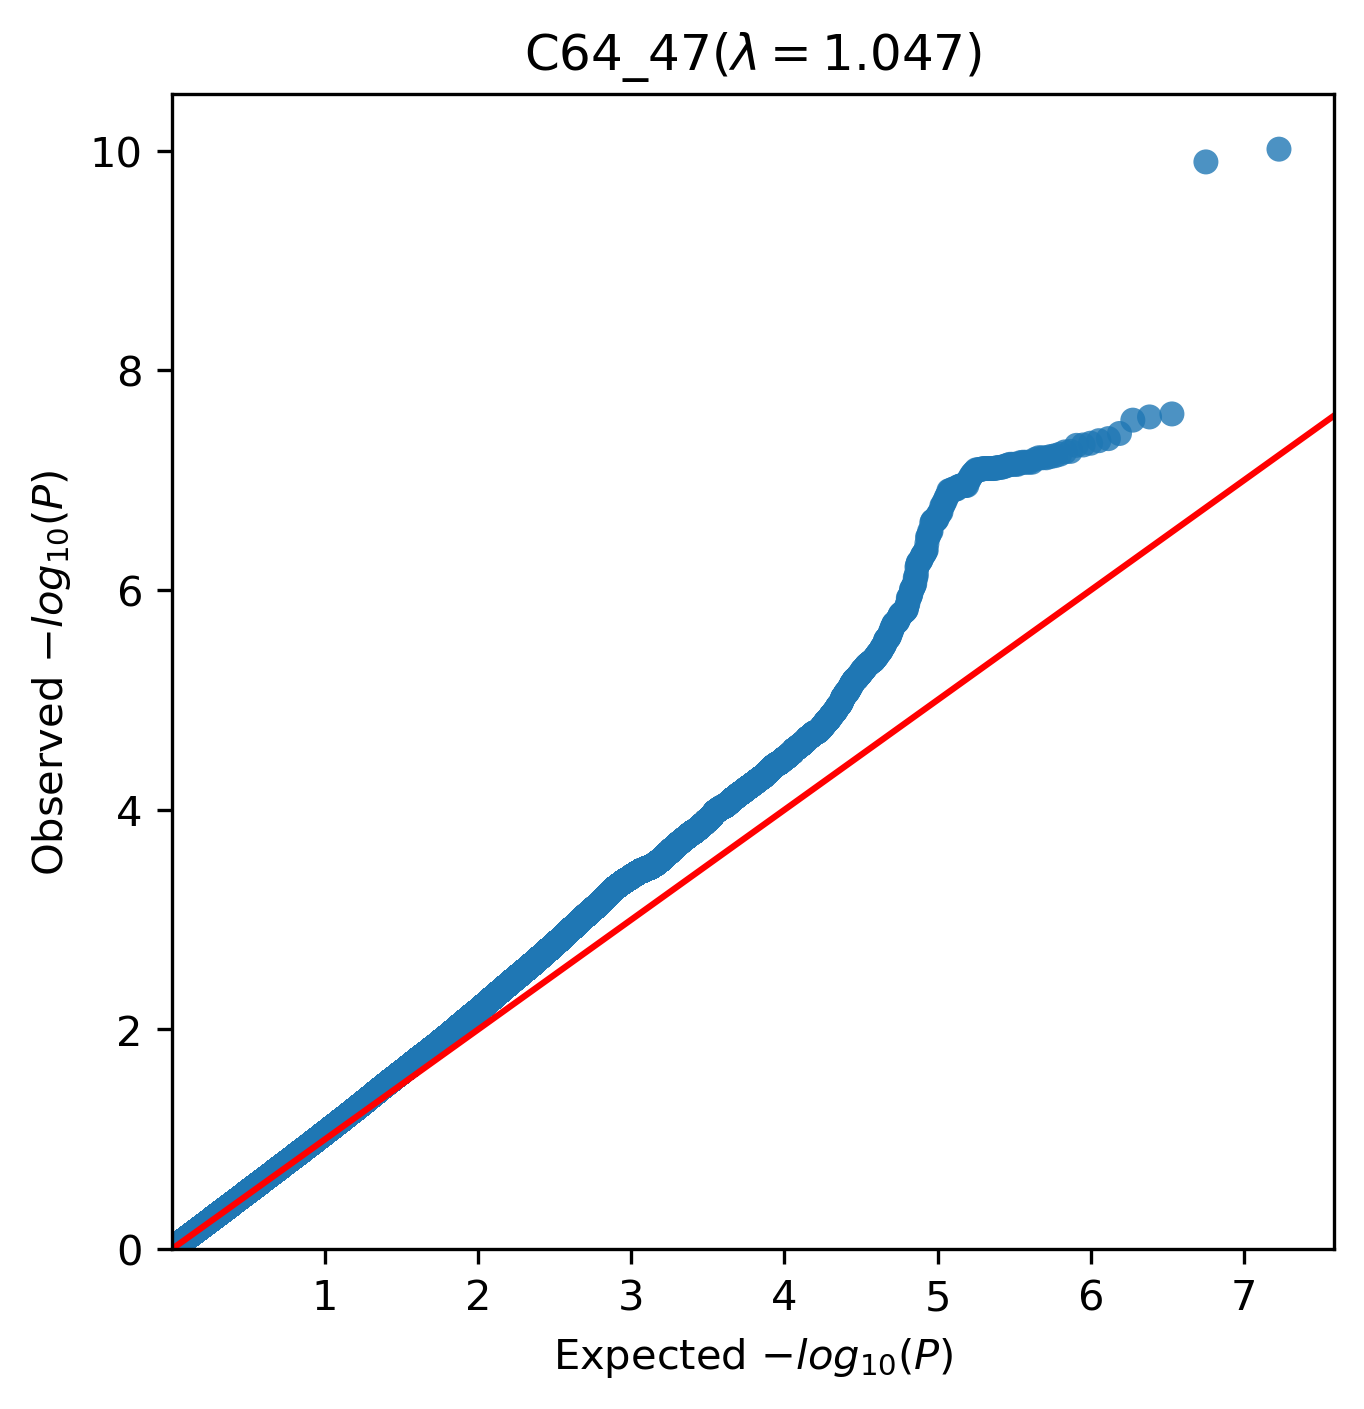 C64_47(λ = 1.047)
Observed −log10(P)
10
8
6
4
2
0
1 2 3 4 5 6 7
Expected −log10(P)